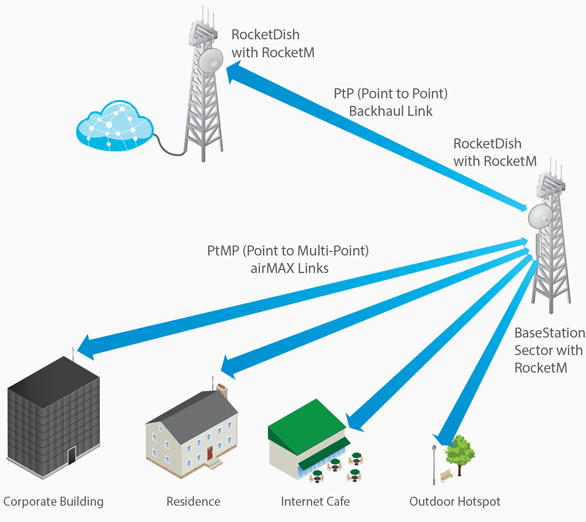 RocketDish
with RocketM
PtP (Point to Point)
Backhaul Link
RocketDish
with RocketM
PtMP (Point to Multi-Point)
airMAX Links
BaseStation
Sector with
RocketM
Corporate Building
Residence
Internet Cafe
Outdoor Hotspot